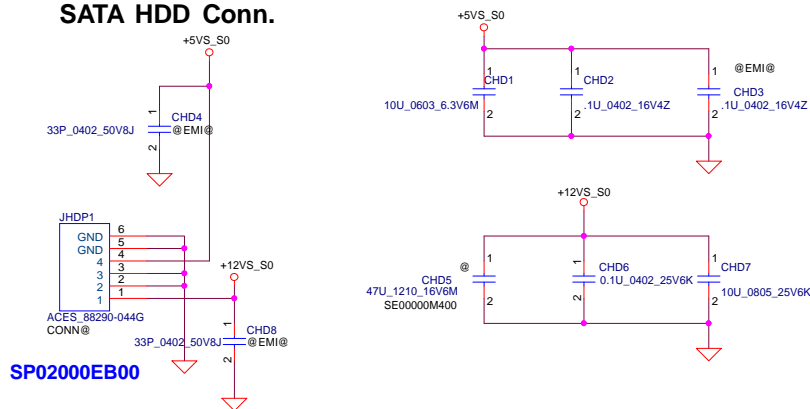 SATA HDD Conn.
+5VS_S0
1
CHD4
33P_0402_50V8J
@EMI@
2
JHDP1
GND 6
GND 5
4 4
3 3
2 2
1 1
ACES_88290-044G
CONN@
+12VS_S0
1
CHD8
33P_0402_50V8J
@EMI@
2
SP02000EB00
+5VS_S0
1
CHD1
10U_0603_6.3V6M
2
1
CHD2
.1U_0402_16V4Z
2
@EMI@
1
CHD3
.1U_0402_16V4Z
2
+12VS_S0
@
1
CHD5
47U_1210_16V6M
2
SE00000M400
1
CHD6
0.1U_0402_25V6K
2
1
CHD7
10U_0805_25V6K
2